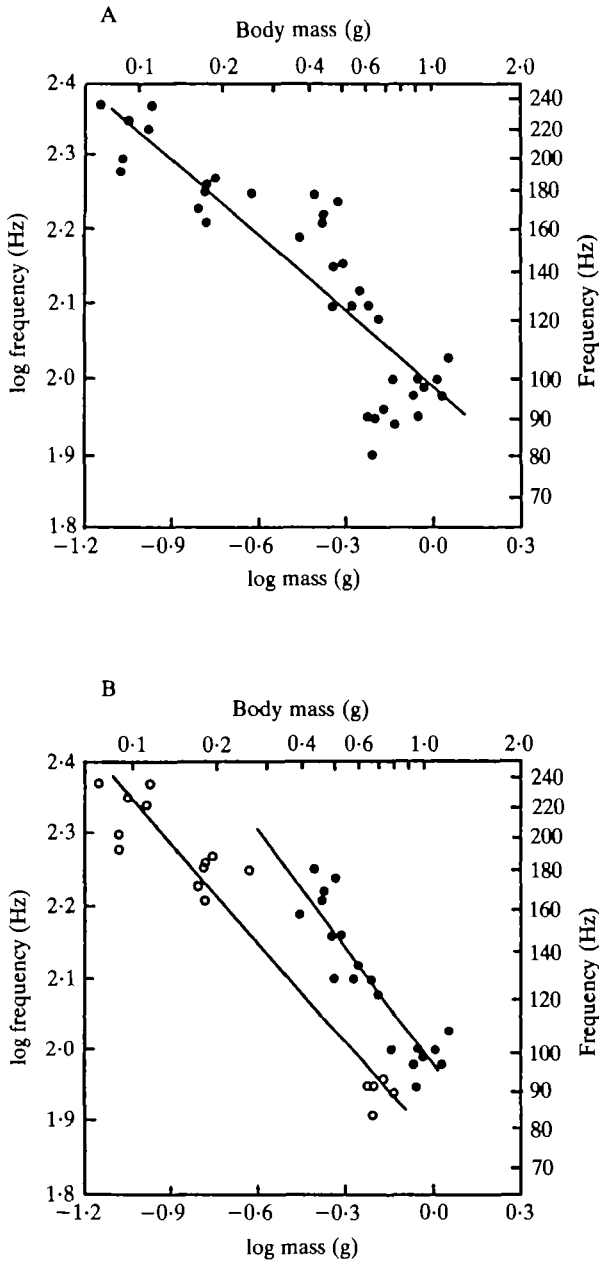 A
Body mass (g)
0·1 0·2 0·4 0·6 1·0 2·0
2·4
2·3
2·2
2·1
2·0
1·9
1·8
log frequency (Hz)
240
220
200
180
160
140
120
100
90
80
70
Frequency (Hz)
−1·2 −0·9 −0·6 −0·3 0·0 0·3
log mass (g)
B
Body mass (g)
0·1 0·2 0·4 0·6 1·0 2·0
2·4
2·3
2·2
2·1
2·0
1·9
1·8
log frequency (Hz)
240
220
200
180
160
140
120
100
90
80
70
Frequency (Hz)
−1·2 −0·9 −0·6 −0·3 0·0 0·3
log mass (g)